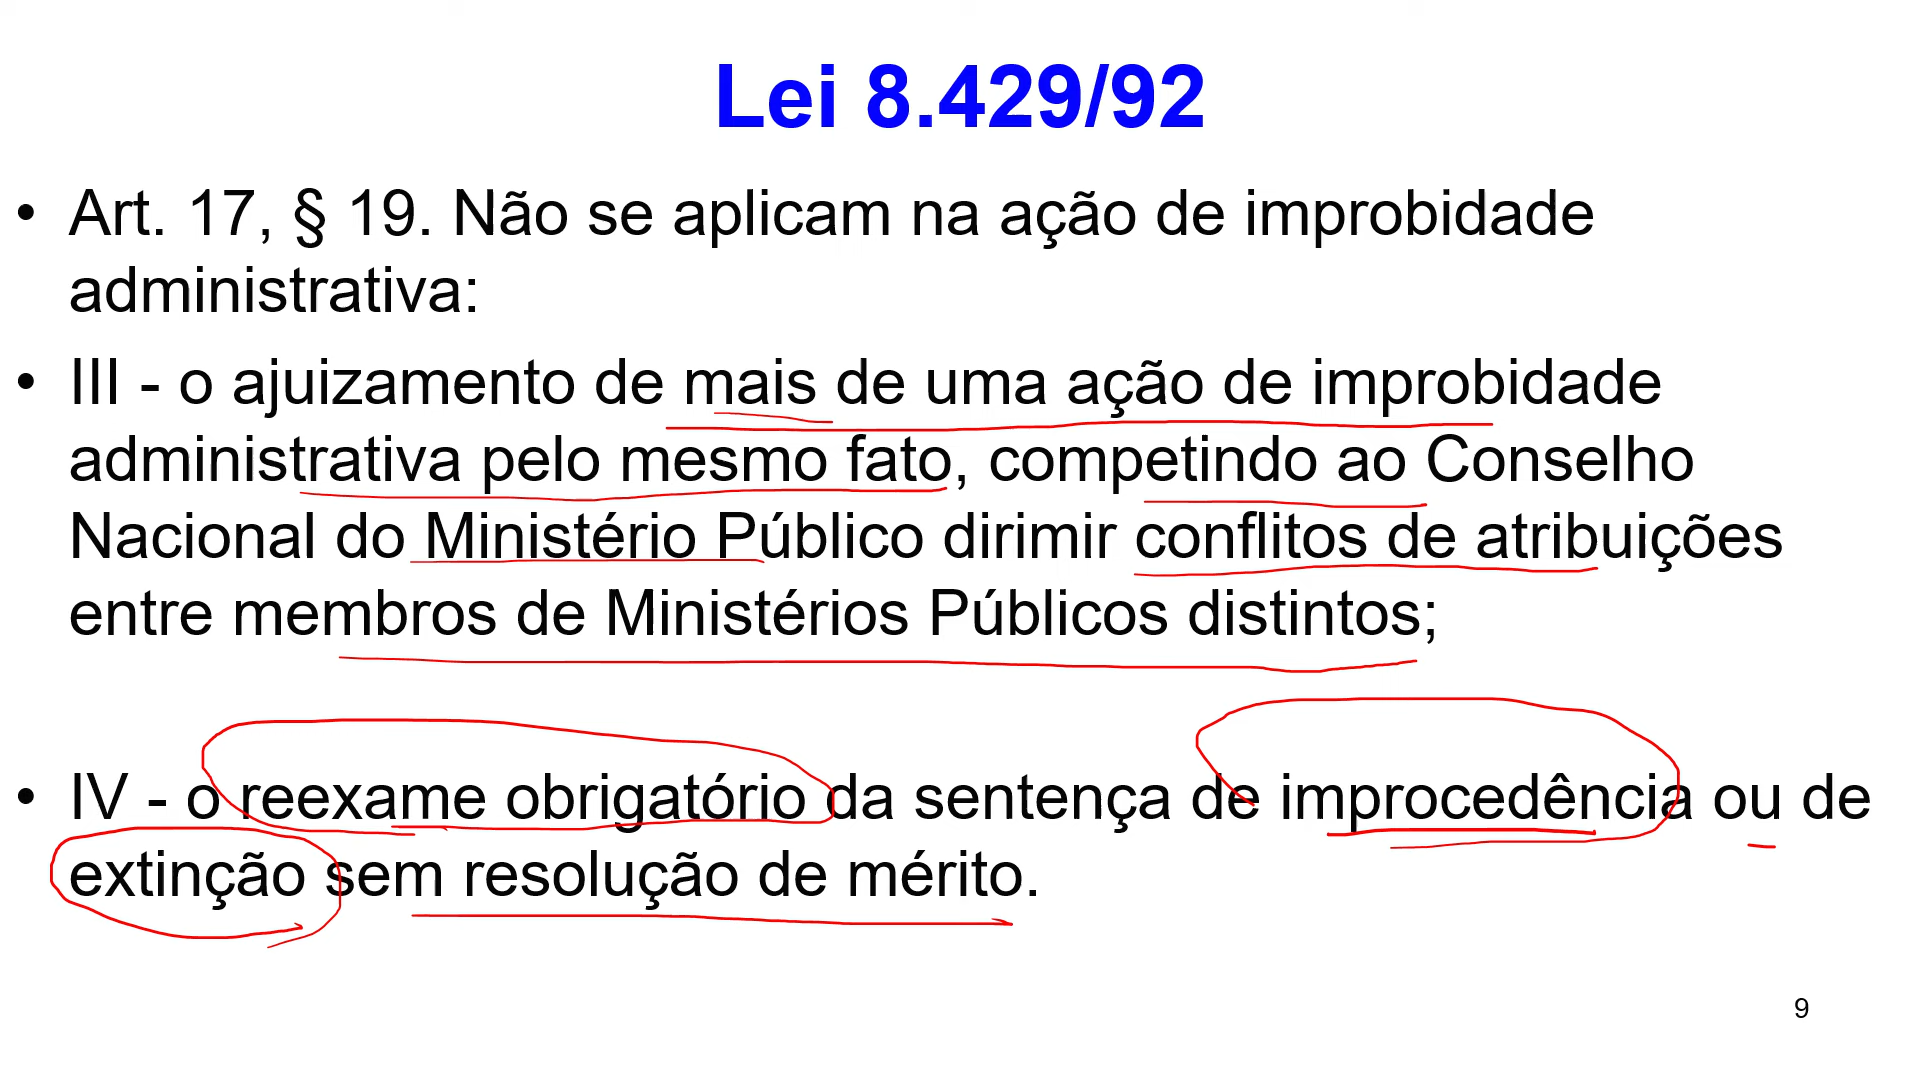 Lei 8.429/92
• Art. 17, § 19. Não se aplicam na ação de improbidade
administrativa:
• III - o ajuizamento de mais de uma ação de improbidade
administrativa pelo mesmo fato, competindo ao Conselho
Nacional do Ministério Público dirimir conflitos de atribuições
entre membros de Ministérios Públicos distintos;
• IV - o reexame obrigatório da sentença de improcedência ou de
extinção sem resolução de mérito.
9